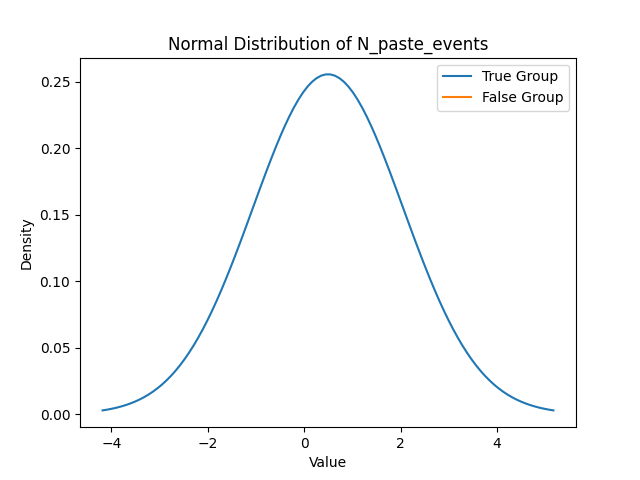 Normal Distribution of N_paste_events
True Group
False Group
0.25
0.20
0.15
0.10
0.05
0.00
Density
−4
−2
0
2
4
Value